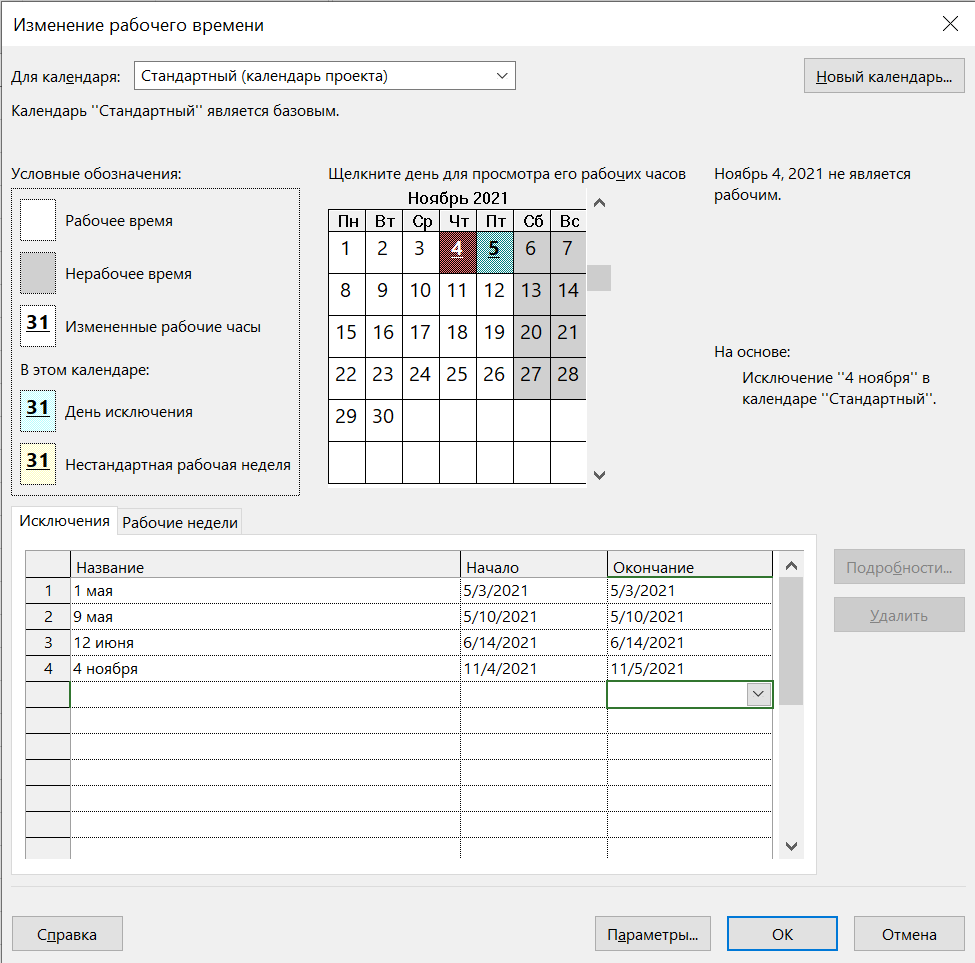 Изменение рабочего времени
Для календаря: Стандартный (календарь проекта) Новый календарь...
Календарь "Стандартный" является базовым.
Условные обозначения:
Рабочее время
Нерабочее время
31 Измененные рабочие часы
В этом календаре:
31 День исключения
31 Нестандартная рабочая неделя
Щелкните день для просмотра его рабочих часов
Ноябрь 2021
Пн Вт Ср Чт Пт Сб Вс
1 2 3 4 5 6 7
8 9 10 11 12 13 14
15 16 17 18 19 20 21
22 23 24 25 26 27 28
29 30
Ноябрь 4, 2021 не является
рабочим.
На основе:
Исключение "4 ноября" в
календаре "Стандартный".
Исключения Рабочие недели
Название Начало Окончание
1 1 мая 5/3/2021 5/3/2021
2 9 мая 5/10/2021 5/10/2021
3 12 июня 6/14/2021 6/14/2021
4 4 ноября 11/4/2021 11/5/2021
Подробности...
Удалить
Справка Параметры... ОК Отмена